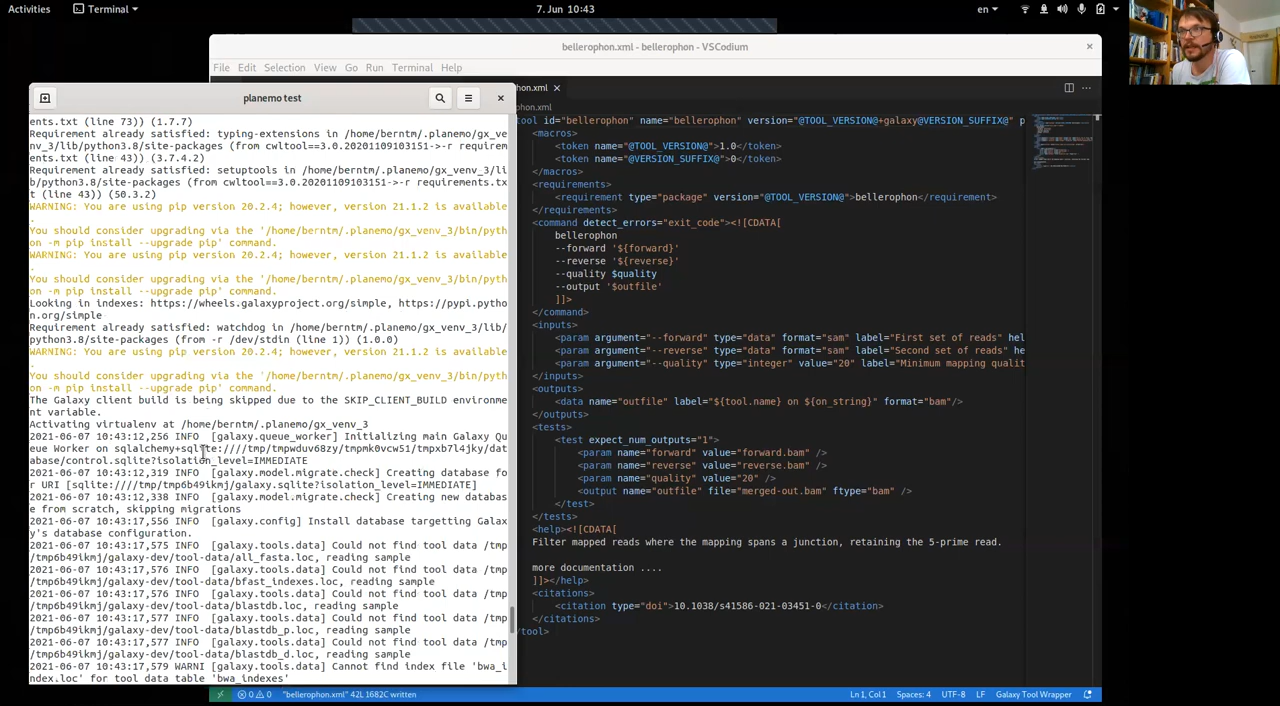 Activities
Terminal
7. Jun 10:43
en
bellerophon.xml - bellerophon - VSCodium
File Edit Selection View Go Run Terminal Help
planemo test
ents.txt (line 73)) (1.7.7)
Requirement already satisfied: typing-extensions in /home/berntm/.planemo/gx_ve
nv_3/lib/python3.8/site-packages (from cwltool==3.0.20201109103151->-r requirem
ents.txt (line 43)) (3.7.4.2)
Requirement already satisfied: setuptools in /home/berntm/.planemo/gx_venv_3/li
b/python3.8/site-packages (from cwltool==3.0.20201109103151->-r requirements.tx
t (line 43)) (50.3.2)
WARNING: You are using pip version 20.2.4; however, version 21.1.2 is available
.
You should consider upgrading via the '/home/berntm/.planemo/gx_venv_3/bin/pyth
on -m pip install --upgrade pip' command.
WARNING: You are using pip version 20.2.4; however, version 21.1.2 is available
.
You should consider upgrading via the '/home/berntm/.planemo/gx_venv_3/bin/pyth
on -m pip install --upgrade pip' command.
Looking in indexes: https://wheels.galaxyproject.org/simple, https://pypi.pytho
n.org/simple
Requirement already satisfied: watchdog in /home/berntm/.planemo/gx_venv_3/lib/
python3.8/site-packages (from -r /dev/stdin (line 1)) (1.0.0)
WARNING: You are using pip version 20.2.4; however, version 21.1.2 is available
.
You should consider upgrading via the '/home/berntm/.planemo/gx_venv_3/bin/pyth
on -m pip install --upgrade pip' command.
The Galaxy client build is being skipped due to the SKIP_CLIENT_BUILD environme
nt variable.
Activating virtualenv at /home/berntm/.planemo/gx_venv_3
2021-06-07 10:43:12,256 INFO  [galaxy.queue_worker] Initializing main Galaxy Qu
eue Worker on sqlalchemy+sqlite:////tmp/tmpwduv68zy/tmpmk0vcw51/tmpxb7l4jky/dat
abase/control.sqlite?isolation_level=IMMEDIATE
2021-06-07 10:43:12,319 INFO  [galaxy.model.migrate.check] Creating database fo
r URI [sqlite:////tmp/tmp6b49ikmj/galaxy.sqlite?isolation_level=IMMEDIATE]
2021-06-07 10:43:12,338 INFO  [galaxy.model.migrate.check] Creating new databas
e from scratch, skipping migrations
2021-06-07 10:43:17,556 INFO  [galaxy.config] Install database targetting Galax
y's database configuration.
2021-06-07 10:43:17,575 INFO  [galaxy.tools.data] Could not find tool data /tmp
/tmp6b49ikmj/galaxy-dev/tool-data/all_fasta.loc, reading sample
2021-06-07 10:43:17,576 INFO  [galaxy.tools.data] Could not find tool data /tmp
/tmp6b49ikmj/galaxy-dev/tool-data/bfast_indexes.loc, reading sample
2021-06-07 10:43:17,576 INFO  [galaxy.tools.data] Could not find tool data /tmp
/tmp6b49ikmj/galaxy-dev/tool-data/blastdb.loc, reading sample
2021-06-07 10:43:17,577 INFO  [galaxy.tools.data] Could not find tool data /tmp
/tmp6b49ikmj/galaxy-dev/tool-data/blastdb_p.loc, reading sample
2021-06-07 10:43:17,577 INFO  [galaxy.tools.data] Could not find tool data /tmp
/tmp6b49ikmj/galaxy-dev/tool-data/blastdb_d.loc, reading sample
2021-06-07 10:43:17,579 WARNI [galaxy.tools.data] Cannot find index file 'bwa_i
ndex.loc' for tool data table 'bwa_indexes'
hon.xml
hon.xml
tool id="bellerophon" name="bellerophon" version="@TOOL_VERSION@+galaxy@VERSION_SUFFIX@" p
<macros>
<token name="@TOOL_VERSION@">1.0</token>
<token name="@VERSION_SUFFIX@">0</token>
</macros>
<requirements>
<requirement type="package" version="@TOOL_VERSION@">bellerophon</requirement>
</requirements>
<command detect_errors="exit_code"><![CDATA[
bellerophon
--forward '${forward}'
--reverse '${reverse}'
--quality $quality
--output '$outfile'
]]>
</command>
<inputs>
<param argument="--forward" type="data" format="sam" label="First set of reads" hel
<param argument="--reverse" type="data" format="sam" label="Second set of reads" he
<param argument="--quality" type="integer" value="20" label="Minimum mapping qualit
</inputs>
<outputs>
<data name="outfile" label="${tool.name} on ${on_string}" format="bam"/>
</outputs>
<tests>
<test expect_num_outputs="1">
<param name="forward" value="forward.bam" />
<param name="reverse" value="reverse.bam" />
<param name="quality" value="20" />
<output name="outfile" file="merged-out.bam" ftype="bam" />
</test>
</tests>
<help><![CDATA[
Filter mapped reads where the mapping spans a junction, retaining the 5-prime read.
more documentation ....
]]></help>
<citations>
<citation type="doi">10.1038/s41586-021-03451-0</citation>
</citations>
/tool>
0 0 "bellerophon.xml" 42L 1682C written
Ln 1, Col 1 Spaces: 4 UTF-8 LF Galaxy Tool Wrapper